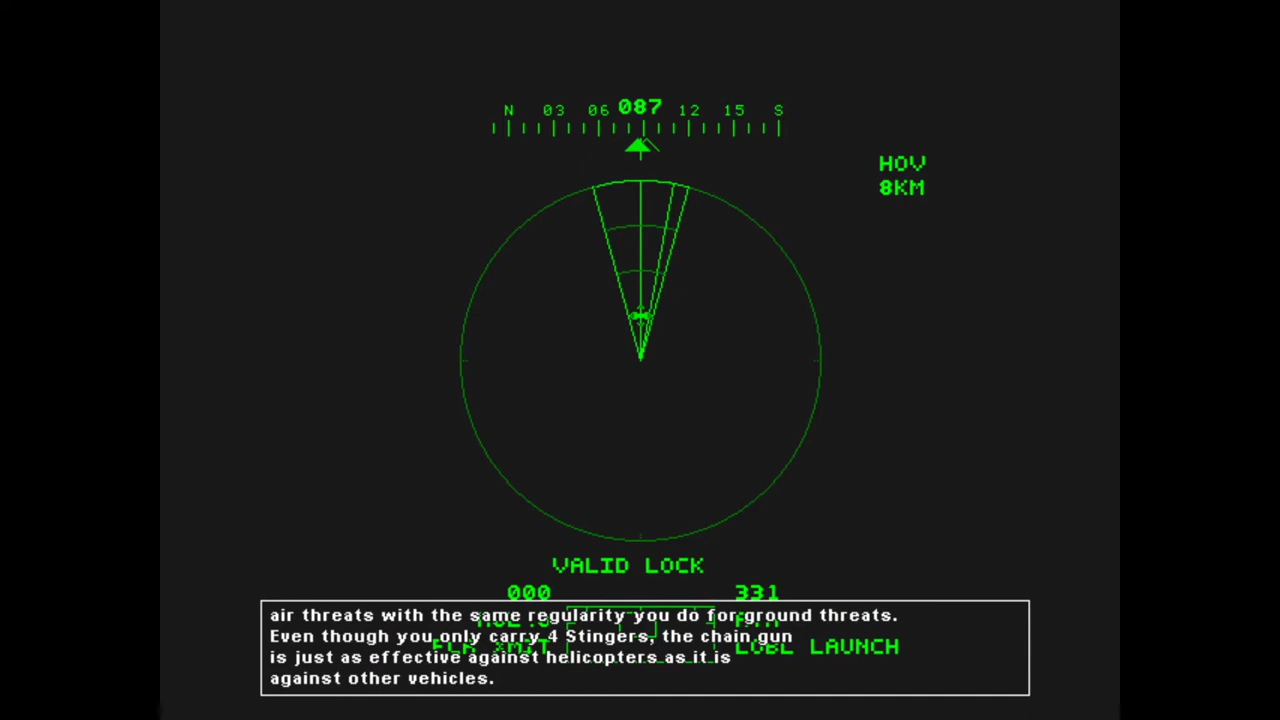 N 03 06 087 12 15 S
HOV
8KM
VALID LOCK
000 331
air threats with the same regularity you do for ground threats.
Even though you only carry 4 Stingers, the chain gun
is just as effective against helicopters as it is
against other vehicles.
LOBL LAUNCH